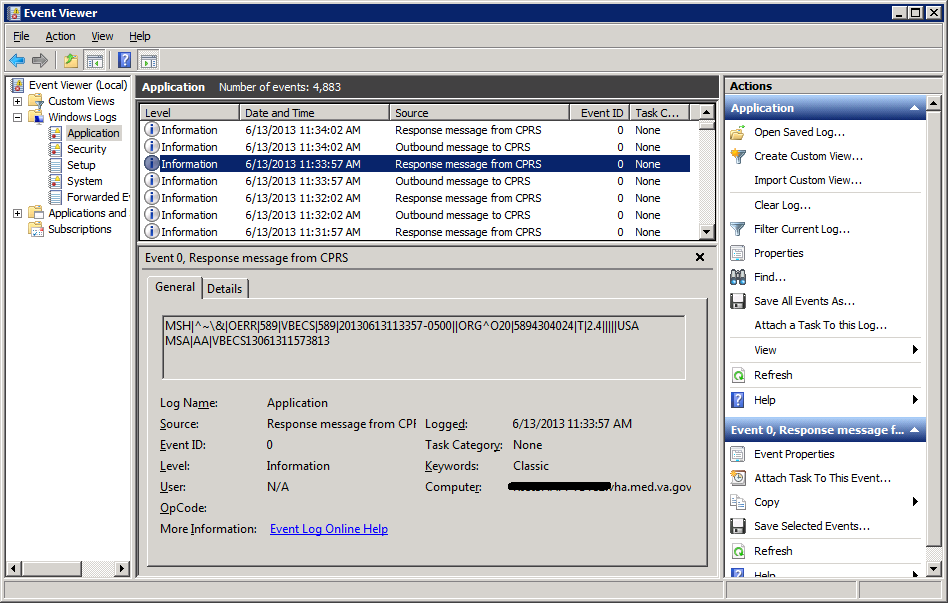 Event Viewer
File Action View Help
Event Viewer (Local)
Custom Views
Windows Logs
Application
Security
Setup
System
Forwarded Ev
Applications and
Subscriptions
Application Number of events: 4,883
Level Date and Time Source Event ID Task C...
Information 6/13/2013 11:34:02 AM Response message from CPRS 0 None
Information 6/13/2013 11:34:02 AM Outbound message to CPRS 0 None
Information 6/13/2013 11:33:57 AM Response message from CPRS 0 None
Information 6/13/2013 11:33:57 AM Outbound message to CPRS 0 None
Information 6/13/2013 11:32:02 AM Response message from CPRS 0 None
Information 6/13/2013 11:32:02 AM Outbound message to CPRS 0 None
Information 6/13/2013 11:31:57 AM Response message from CPRS 0 None
Event 0, Response message from CPRS
General Details
MSH|^~\&|OERR|589|VBECS|589|20130613113357-0500||ORG^O20|5894304024|T|2.4|||||USA
MSA|AA|VBECS13061311573813
Log Name: Application
Source: Response message from CPR Logged: 6/13/2013 11:33:57 AM
Event ID: 0 Task Category: None
Level: Information Keywords: Classic
User: N/A Computer: vha.med.va.gov
OpCode:
More Information: Event Log Online Help
Actions
Application
Open Saved Log...
Create Custom View...
Import Custom View...
Clear Log...
Filter Current Log...
Properties
Find...
Save All Events As...
Attach a Task To this Log...
View
Refresh
Help
Event 0, Response message f...
Event Properties
Attach Task To This Event...
Copy
Save Selected Events...
Refresh
Help